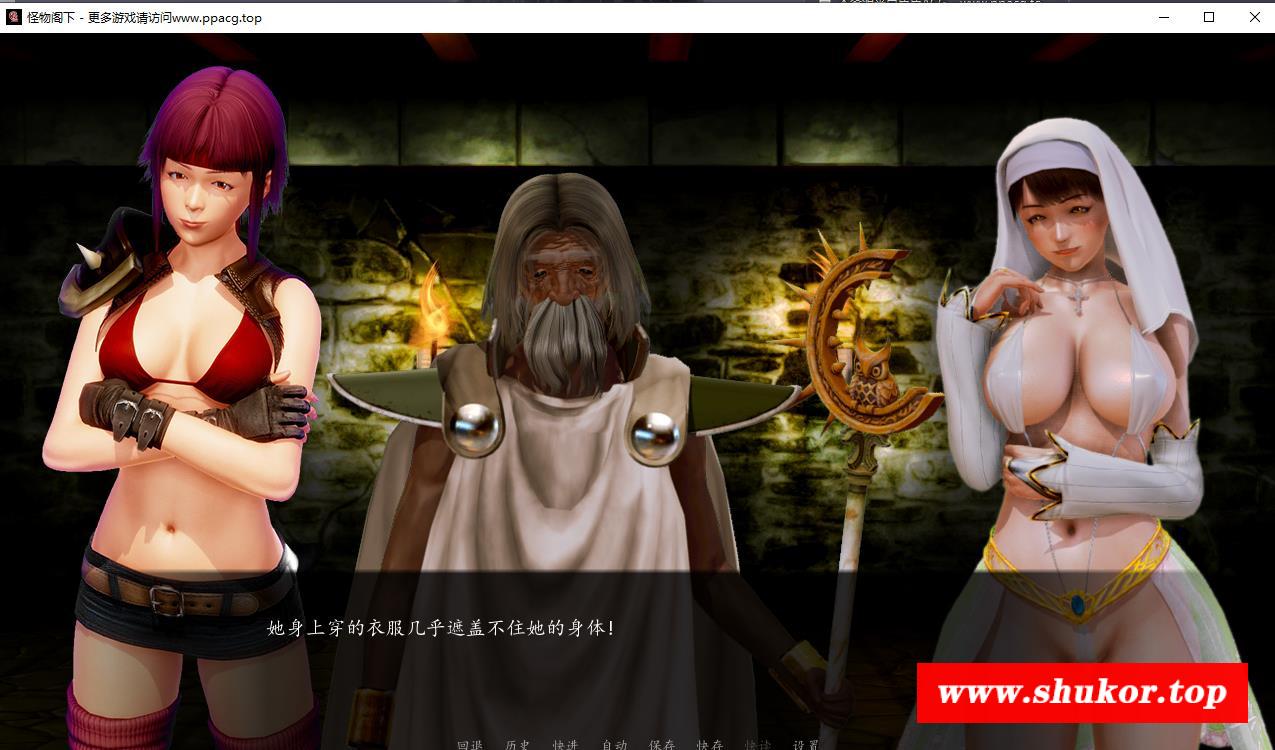 怪物阁下 - 更多游戏请访问www.ppacg.top
她身上穿的衣服几乎遮盖不住她的身体!
www.shukor.top
回退 历史 快进 自动 保存 快存 快读 设置